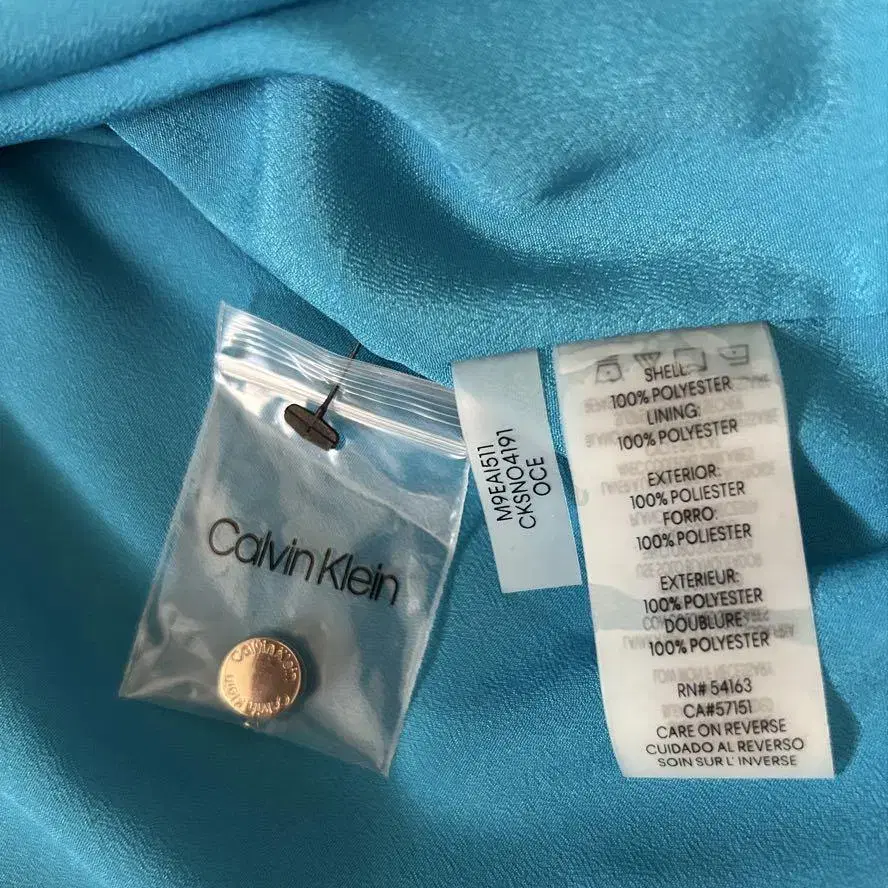 Calvin Klein
Calvin Klein
Calvin Klein
M9EA1511
CKSNO4191
OCE
SHELL:
100% POLYESTER
LINING:
100% POLYESTER
EXTERIOR:
100% POLIESTER
FORRO:
100% POLIESTER
EXTERIEUR:
100% POLYESTER
DOUBLURE:
100% POLYESTER
RN# 54163
CA#57151
CARE ON REVERSE
CUIDADO AL REVERSO
SOIN SUR L' INVERSE